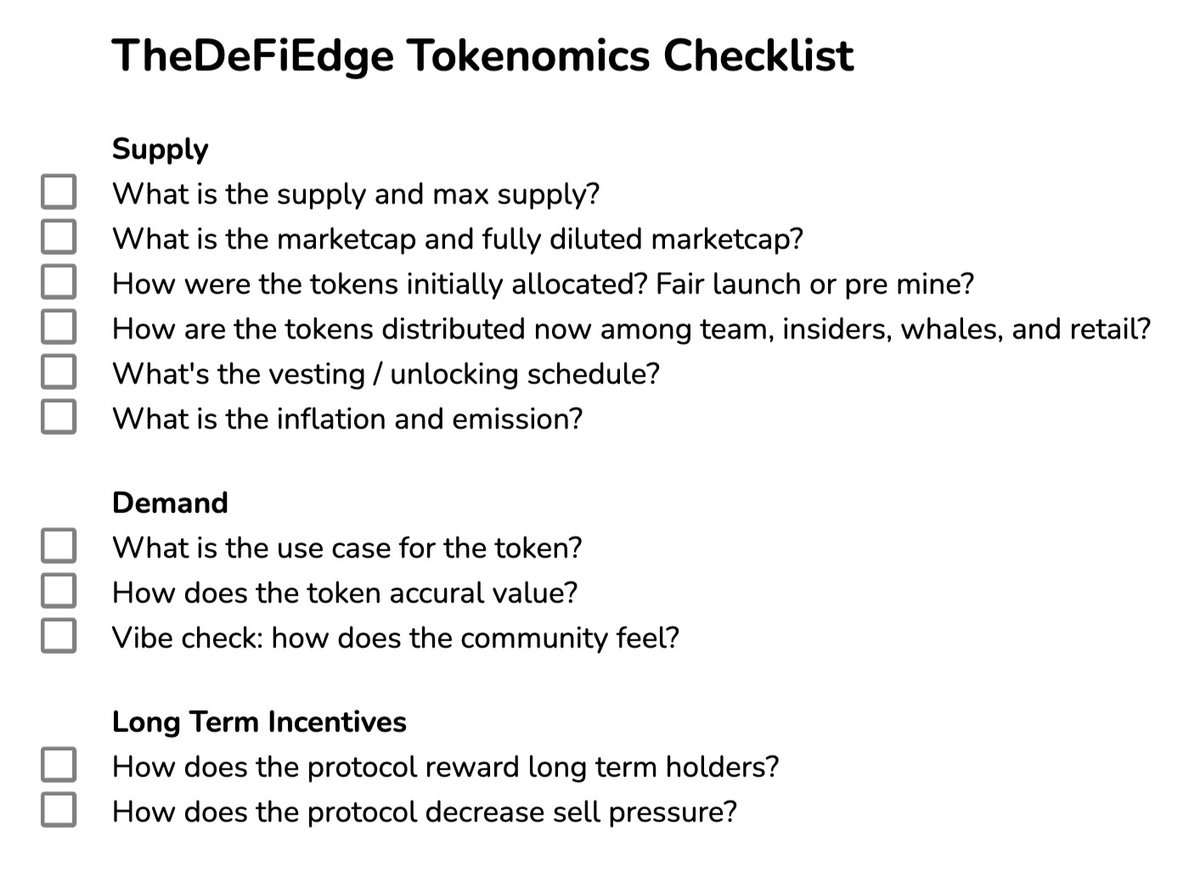 TheDeFiEdge Tokenomics Checklist
Supply
What is the supply and max supply?
What is the marketcap and fully diluted marketcap?
How were the tokens initially allocated? Fair launch or pre mine?
How are the tokens distributed now among team, insiders, whales, and retail?
What's the vesting / unlocking schedule?
What is the inflation and emission?
Demand
What is the use case for the token?
How does the token accural value?
Vibe check: how does the community feel?
Long Term Incentives
How does the protocol reward long term holders?
How does the protocol decrease sell pressure?